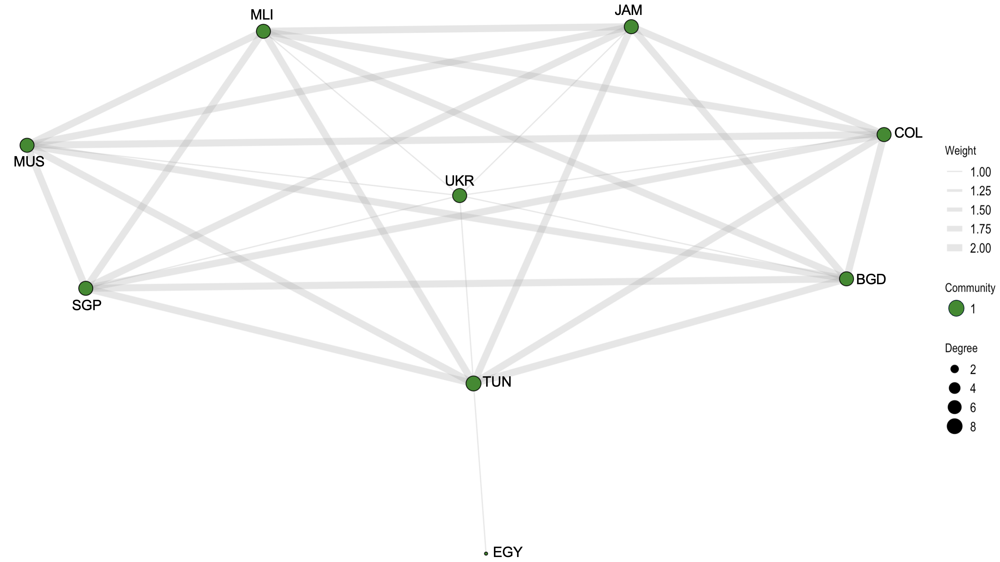 JAM
MLI
COL
MUS
UKR
BGD
SGP
TUN
EGY
Weight
1.00
1.25
1.50
1.75
2.00
Community
1
Degree
2
4
6
8